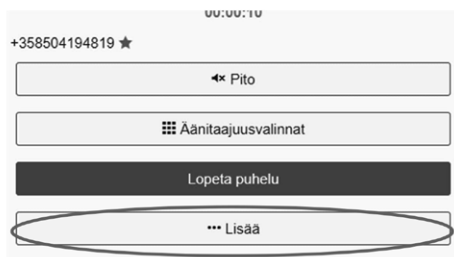 00:00:10
+358504194819 ★
Pito
Äänitaajuusvalinnat
Lopeta puhelu
••• Lisää